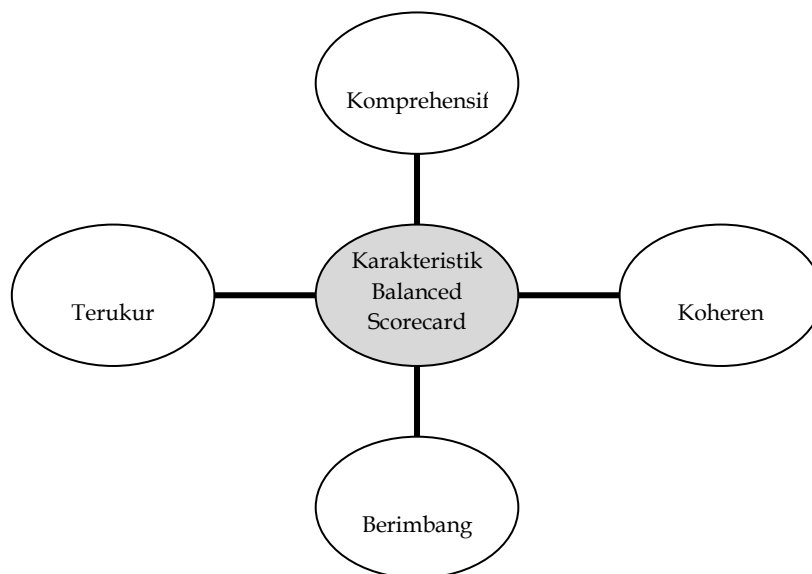 Komprehensif
Karakteristik
Balanced
Scorecard
Terukur
Koheren
Berimbang